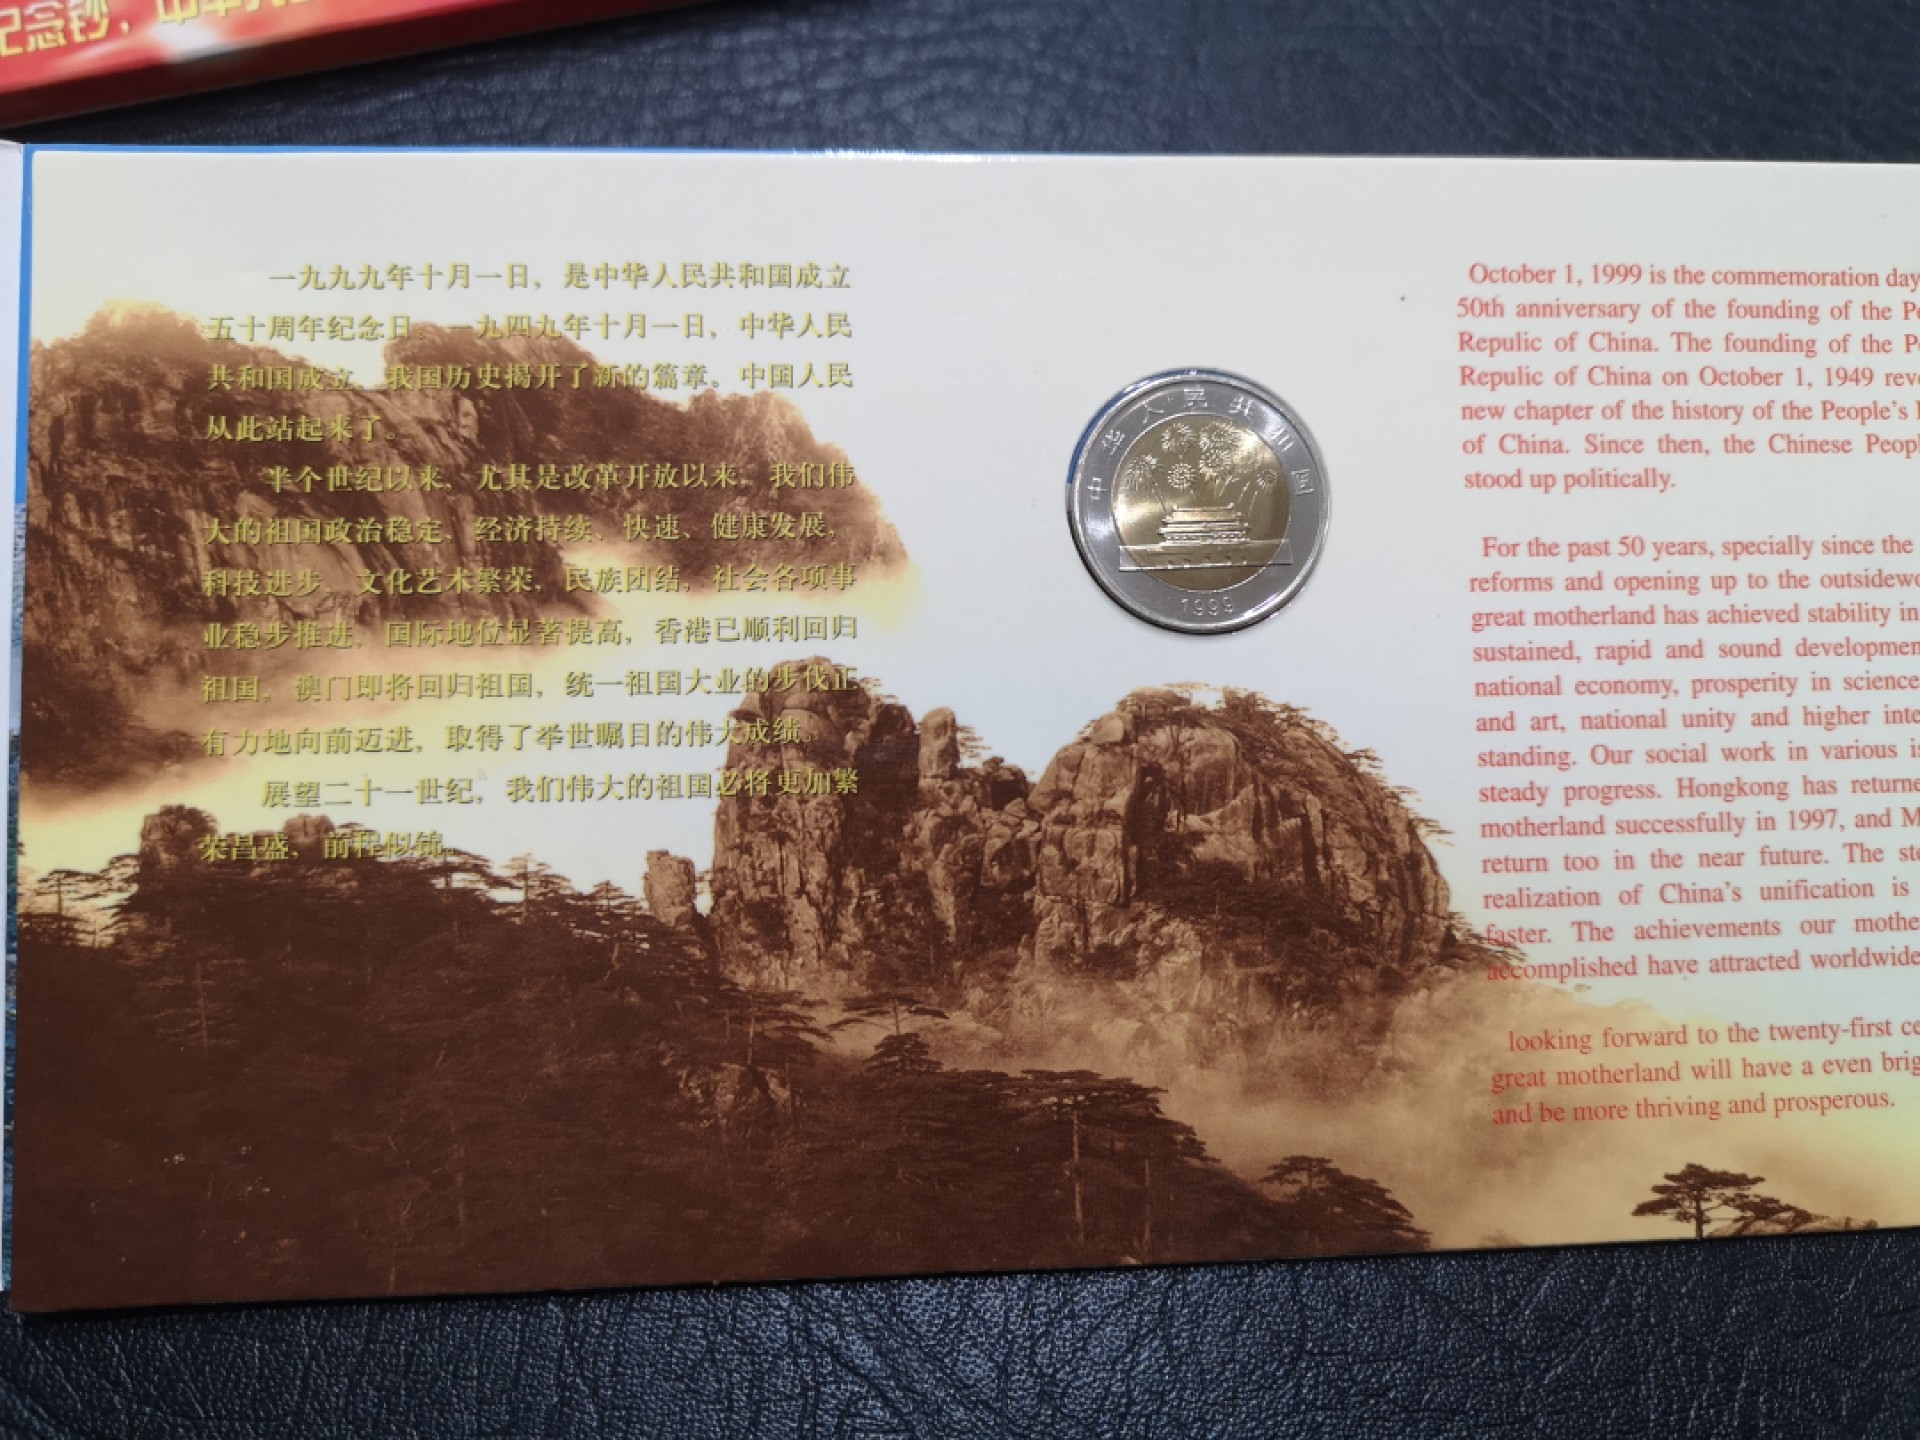 记念钞，中华人
一九九九年十月一日，是中华人民共和国成立
五十周年纪念日。一九四九年十月一日，中华人民
共和国成立，我国历史揭开了新的篇章。中国人民
从此站起来了。
半个世纪以来，尤其是改革开放以来，我们伟
大的祖国政治稳定，经济持续、快速、健康发展，
科技进步，文化艺术繁荣，民族团结，社会各项事
业稳步推进，国际地位显著提高，香港已顺利回归
祖国，澳门即将回归祖国，统一祖国大业的步伐正
有力地向前迈进，取得了举世瞩目的伟大成绩。
展望二十一世纪，我们伟大的祖国必将更加繁
荣昌盛，前程似锦。
中华人民共和国
1999
October 1, 1999 is the commemoration day
50th anniversary of the founding of the
Repulic of China. The founding of the
Republic of China on October 1, 1949
new chapter of the history of the People's
of China. Since then, the Chinese
stood up politically.
For the past 50 years, specially since the
reforms and opening up to the
great motherland has achieved stability in
sustained, rapid and sound
national economy, prosperity in science
and art, national unity and higher
standing. Our social work in various
steady progress. Hongkong has
motherland successfully in 1997, and
return too in the near future. The
realization of China's unification is
faster. The achievements our
accomplished have attracted worldwide
looking forward to the twenty-first
great motherland will have a even
and be more thriving and prosperous.